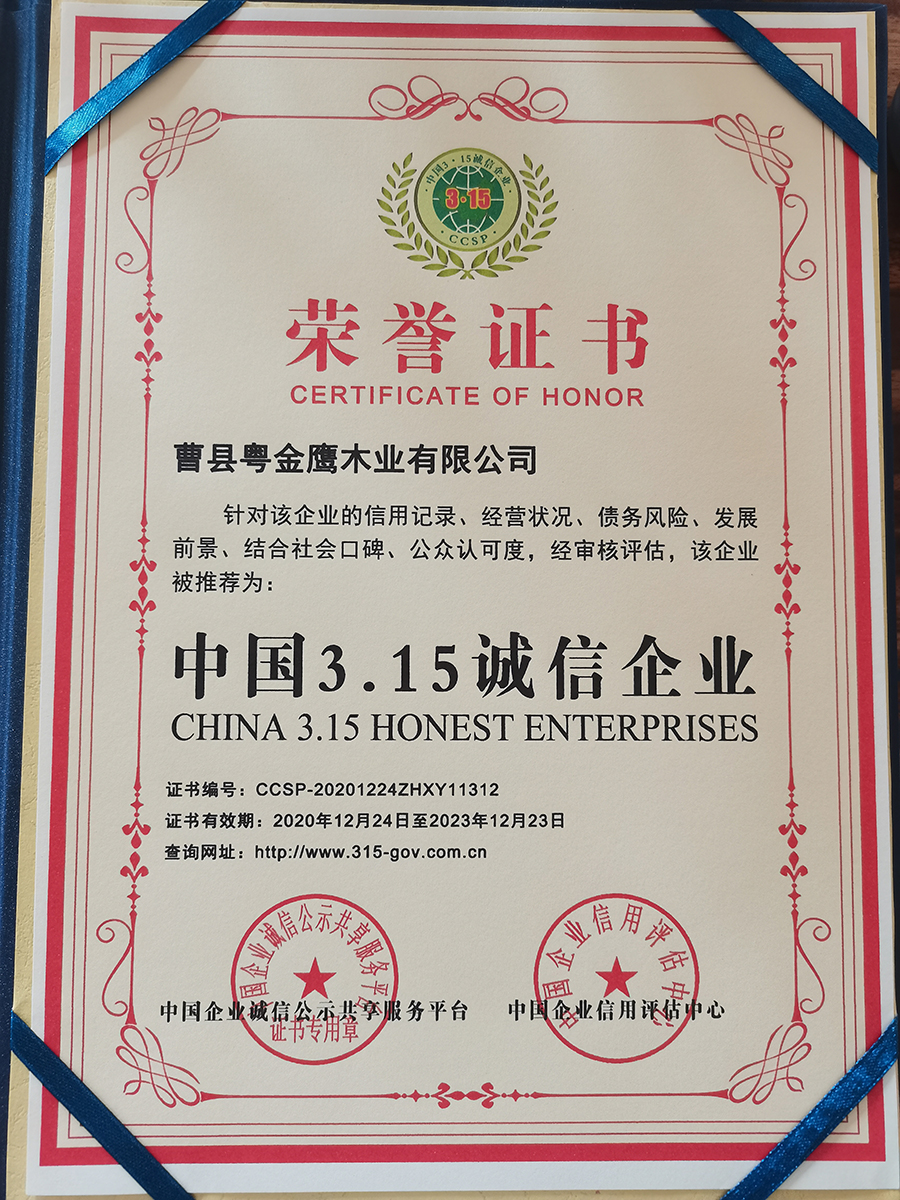 中国3·15诚信企业
3·15
CCSP
荣誉证书
CERTIFICATE OF HONOR
曹县粤金鹰木业有限公司
针对该企业的信用记录、经营状况、债务风险、发展
前景、结合社会口碑、公众认可度，经审核评估，该企业
被推荐为：
中国3.15诚信企业
CHINA 3.15 HONEST ENTERPRISES
证书编号：CCSP-20201224ZHXY11312
证书有效期：2020年12月24日至2023年12月23日
查询网址：http://www.315-gov.com.cn
中国企业诚信公示共享服务平台
证书专用章
中国企业信用评估中心
中国企业诚信公示共享服务平台
中国企业信用评估中心